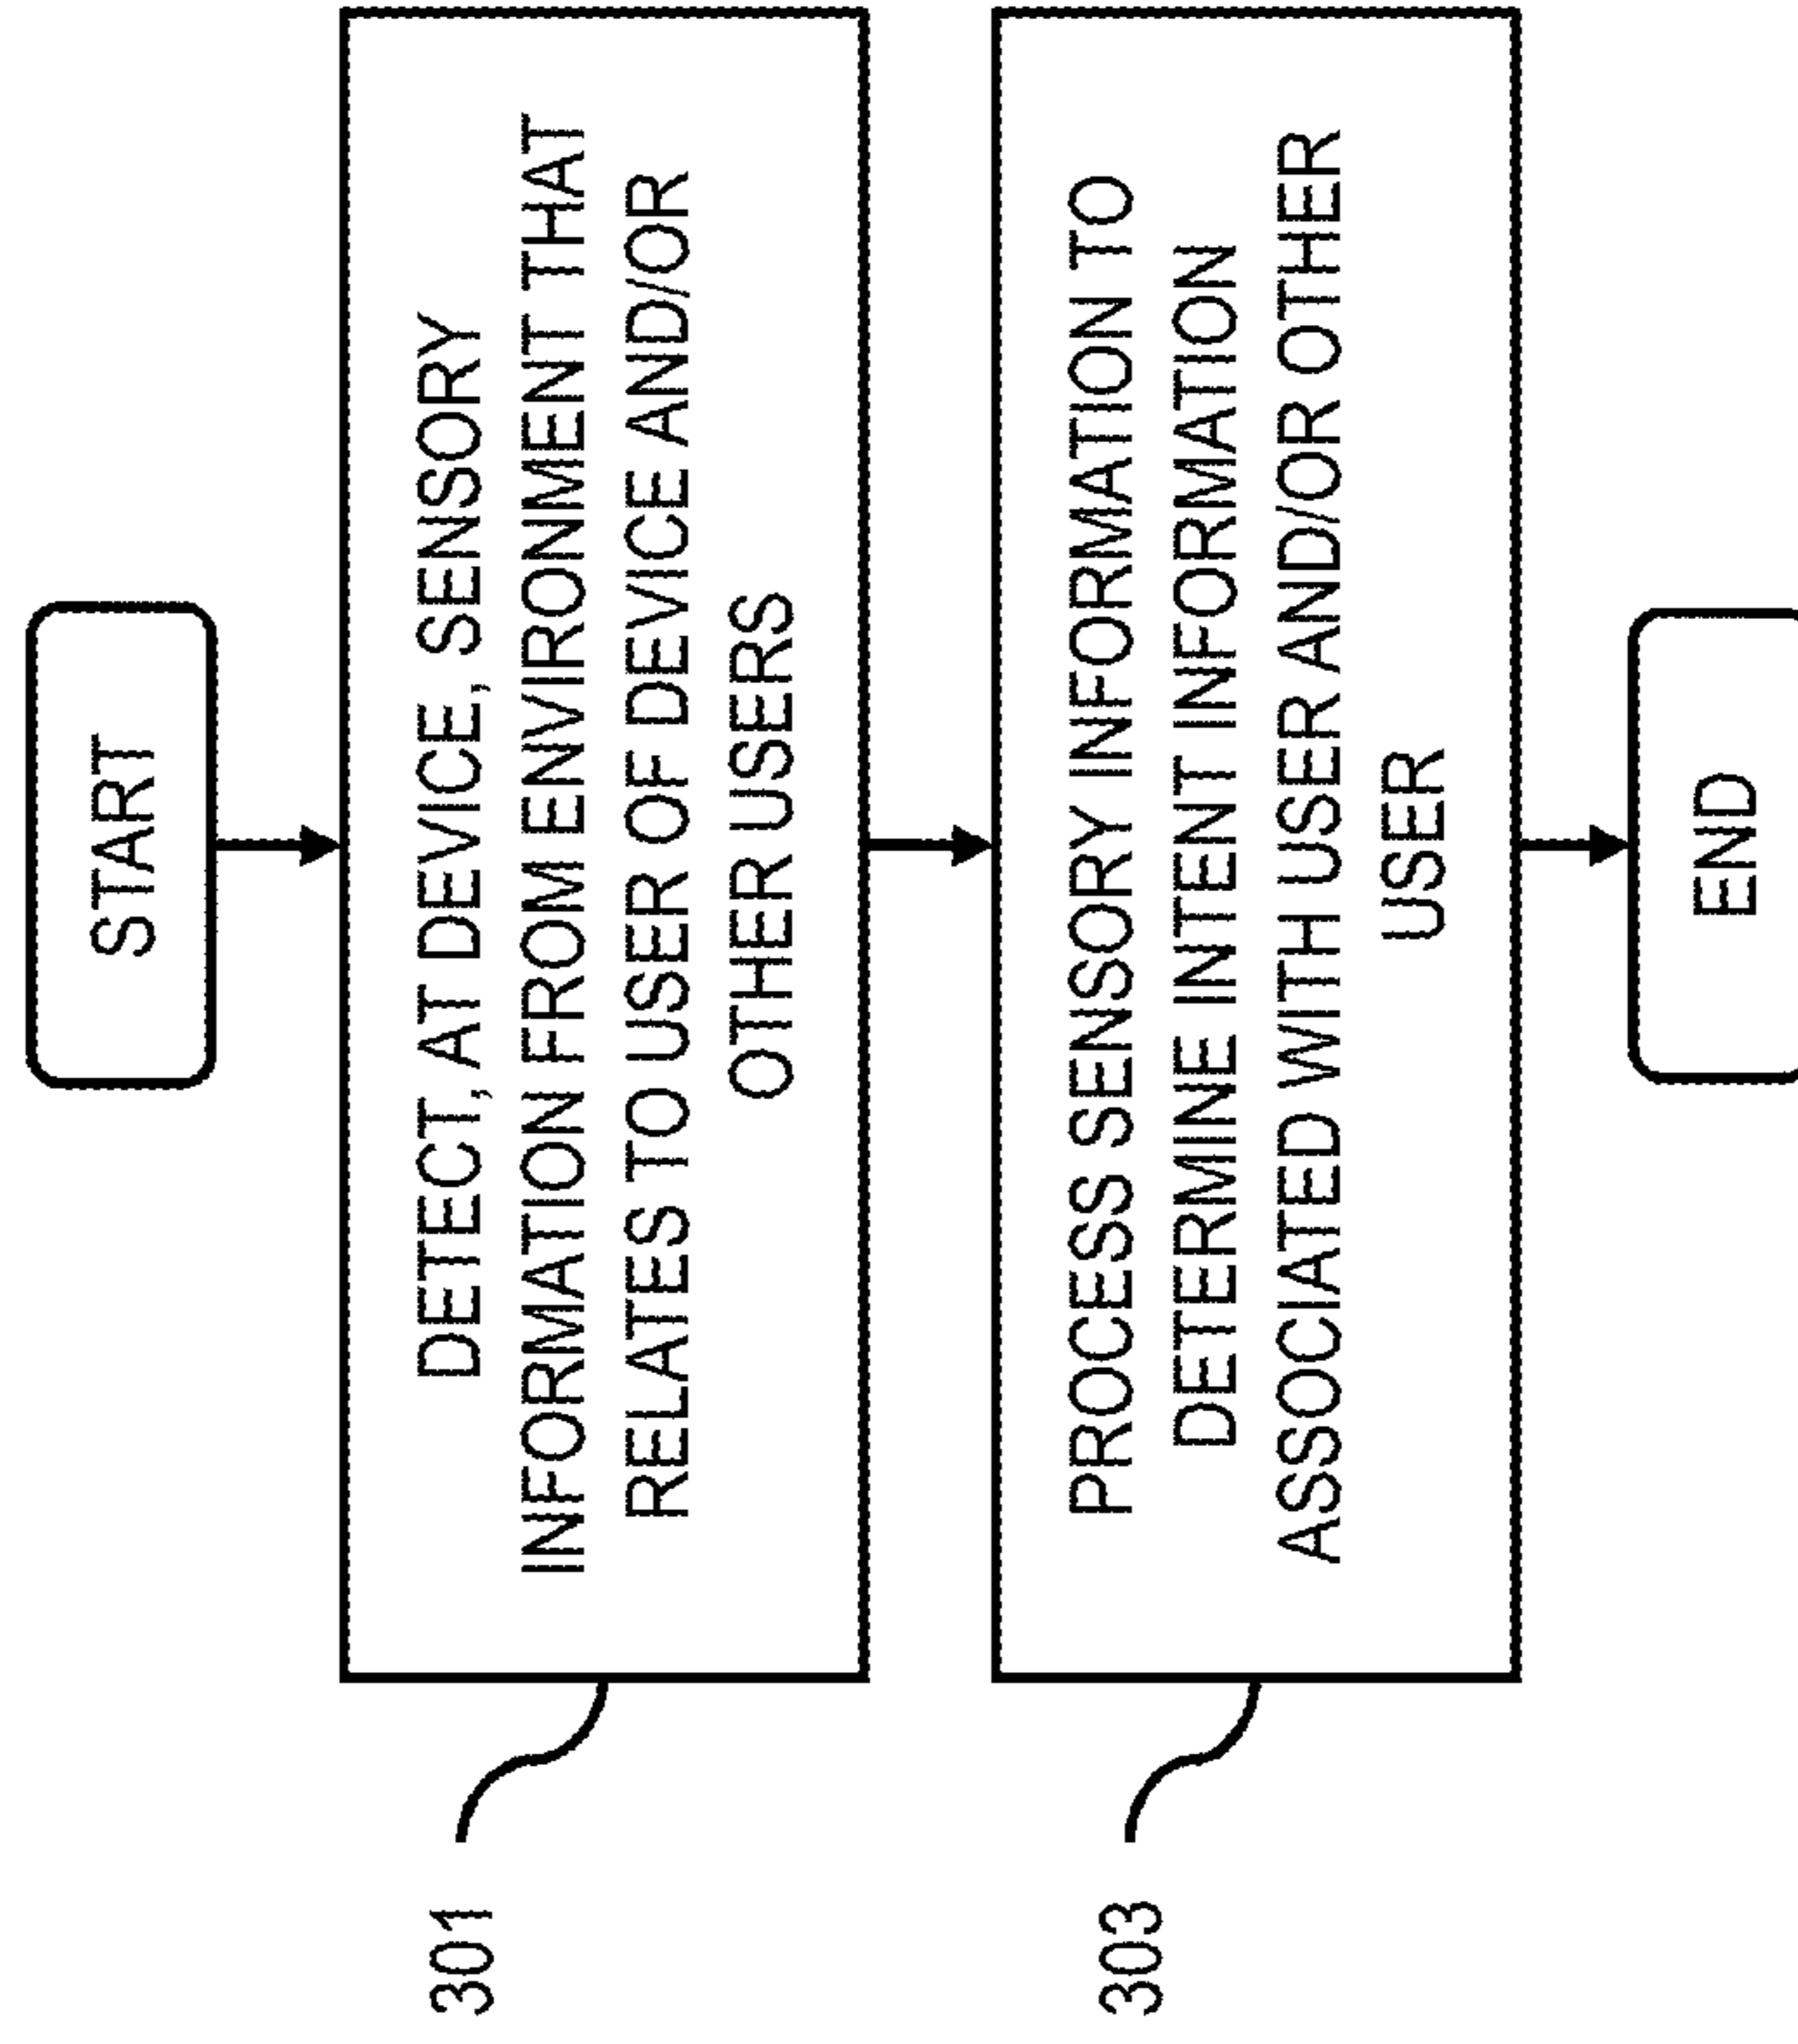 START
DETECT, AT DEVICE, SENSORY
INFORMATION FROM ENVIRONMENT THAT
RELATES TO USER OF DEVICE AND/OR
OTHER USERS
301
PROCESS SENSORY INFORMATION TO
DETERMINE INTENT INFORMATION
ASSOCIATED WITH USER AND/OR OTHER
USER
303
END